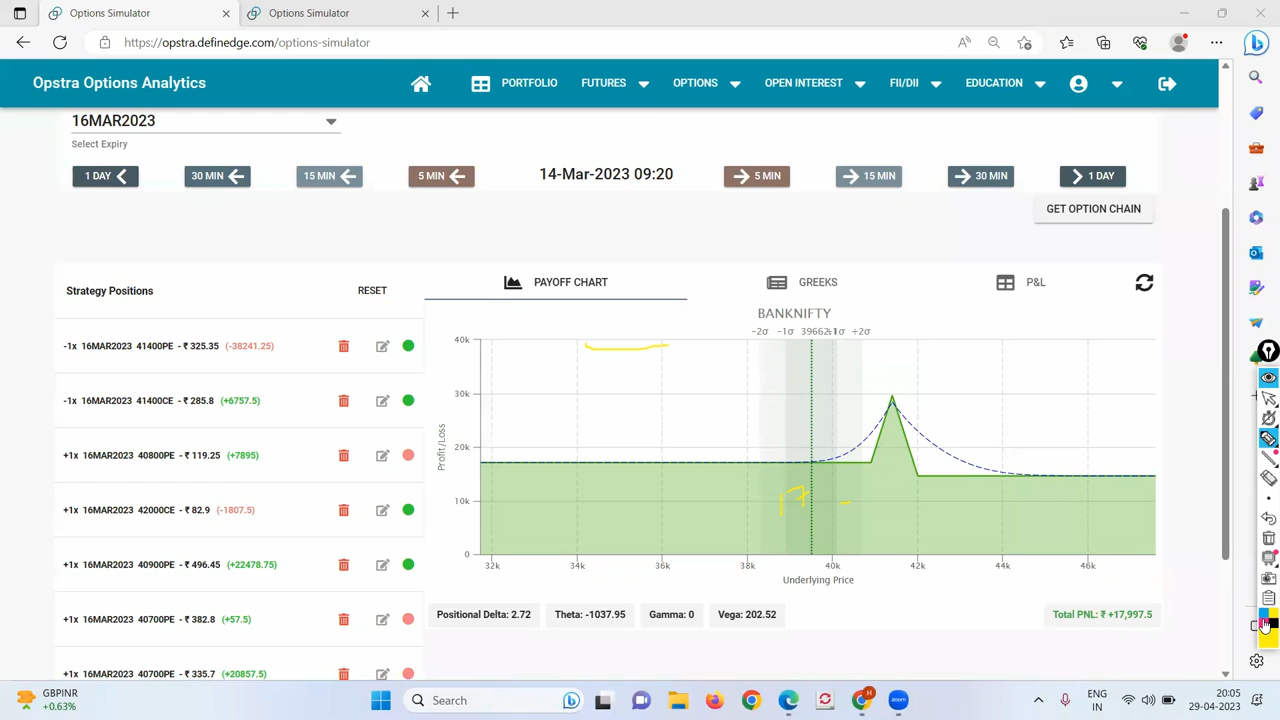 Options Simulator
Options Simulator
https://opstra.definedge.com/options-simulator
Opstra Options Analytics
PORTFOLIO
FUTURES
OPTIONS
OPEN INTEREST
FII/DII
EDUCATION
16MAR2023
Select Expiry
1 DAY
30 MIN
15 MIN
5 MIN
14-Mar-2023 09:20
5 MIN
15 MIN
30 MIN
1 DAY
GET OPTION CHAIN
Strategy Positions
RESET
PAYOFF CHART
GREEKS
P&L
-1x 16MAR2023 41400PE - ₹ 325.35 (-38241.25)
-1x 16MAR2023 41400CE - ₹ 285.8 (+6757.5)
+1x 16MAR2023 40800PE - ₹ 119.25 (+7895)
+1x 16MAR2023 42000CE - ₹ 82.9 (-1807.5)
+1x 16MAR2023 40900PE - ₹ 496.45 (+22478.75)
+1x 16MAR2023 40700PE - ₹ 382.8 (+57.5)
+1x 16MAR2023 40700PE - ₹ 335.7 (+20857.5)
BANKNIFTY
-2σ -1σ +2σ
40k
30k
20k
10k
0
Profit/Loss
17
32k 34k 36k 38k 40k 42k 44k 46k
Underlying Price
Positional Delta: 2.72
Theta: -1037.95
Gamma: 0
Vega: 202.52
Total PNL: ₹ +17,997.5
GBPINR
+0.63%
Search
zoom
ENG
IN
20:05
29-04-2023